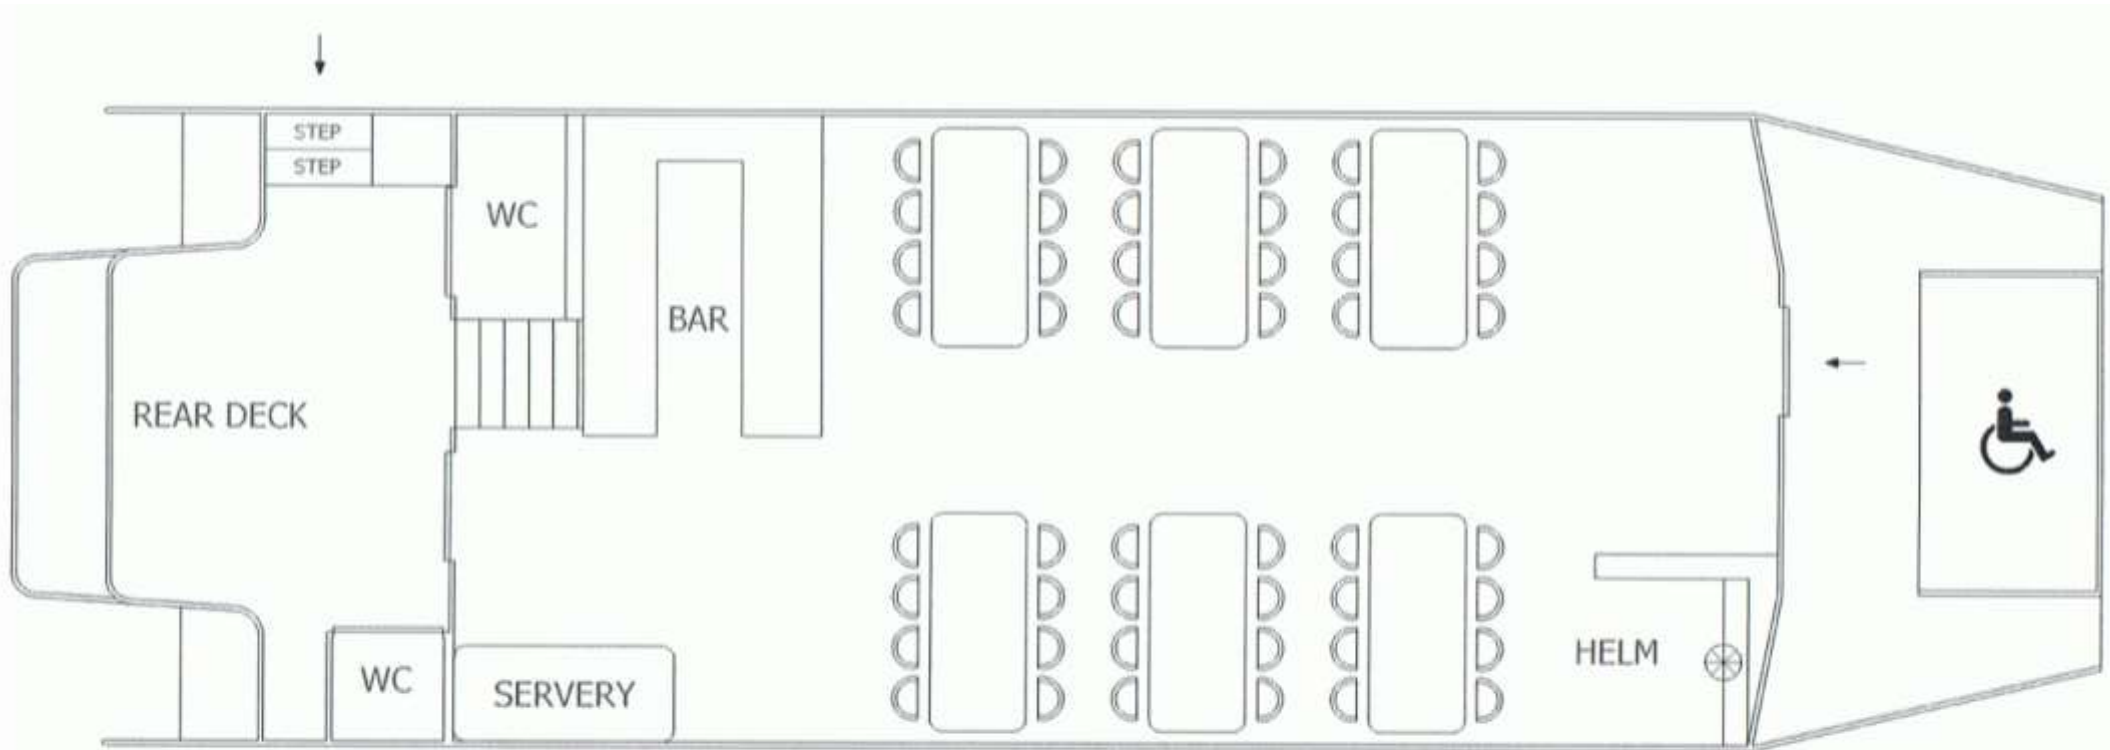 STEP
STEP
WC
BAR
REAR DECK
HELM
WC
SERVERY